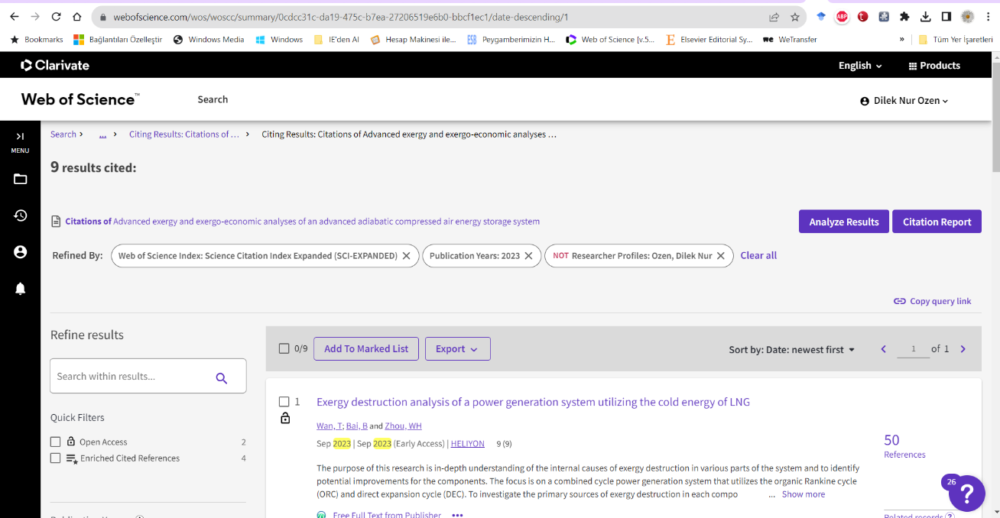 webofscience.com/wos/woscc/summary/0cdcc31c-da19-475c-b7ea-27206519e6b0-bbcf1ec1/date-descending/1
ABP
Bookmarks Bağlantıları Özelleştir Windows Media Windows IE'den Al Hesap Makinesi ile... Peygamberimizin H... Web of Science [v.5... Elsevier Editorial Sy... we WeTransfer » Tüm Yer İşaretleri
Clarivate English Products
Web of Science™ Search Dilek Nur Ozen
MENU
Search > ... > Citing Results: Citations of ... > Citing Results: Citations of Advanced exergy and exergo-economic analyses ...
9 results cited:
Citations of Advanced exergy and exergo-economic analyses of an advanced adiabatic compressed air energy storage system
Analyze Results Citation Report
Refined By: Web of Science Index: Science Citation Index Expanded (SCI-EXPANDED) Publication Years: 2023 NOT Researcher Profiles: Ozen, Dilek Nur Clear all
Copy query link
Refine results
0/9 Add To Marked List Export Sort by: Date: newest first 1 of 1
Search within results...
Quick Filters
Open Access 2
Enriched Cited References 4
1 Exergy destruction analysis of a power generation system utilizing the cold energy of LNG
Wan, T; Bai, B and Zhou, WH
Sep 2023 | Sep 2023 (Early Access) | HELIYON 9 (9)
50
References
The purpose of this research is in-depth understanding of the internal causes of exergy destruction in various parts of the system and to identify
potential improvements for the components. The focus is on a combined cycle power generation system that utilizes the organic Rankine cycle
(ORC) and direct expansion cycle (DEC). To investigate the primary sources of exergy destruction in each compo ... Show more
26 ?
Free Full Text from Publisher •••
Related records ?